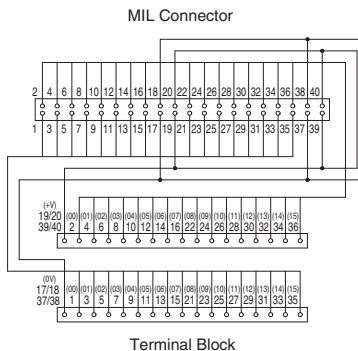 MIL Connector
2 4 6 8 10 12 14 16 18 20 22 24 26 28 30 32 34 36 38 40
1 3 5 7 9 11 13 15 17 19 21 23 25 27 29 31 33 35 37 39
(+V)
19/20 (00) (01) (02) (03) (04) (05) (06) (07) (08) (09) (10) (11) (12) (13) (14) (15)
39/40 2 4 6 8 10 12 14 16 22 24 26 28 30 32 34 36
(0V)
17/18 (00) (01) (02) (03) (04) (05) (06) (07) (08) (09) (10) (11) (12) (13) (14) (15)
37/38 1 3 5 7 9 11 13 15 21 23 25 27 29 31 33 35
Terminal Block